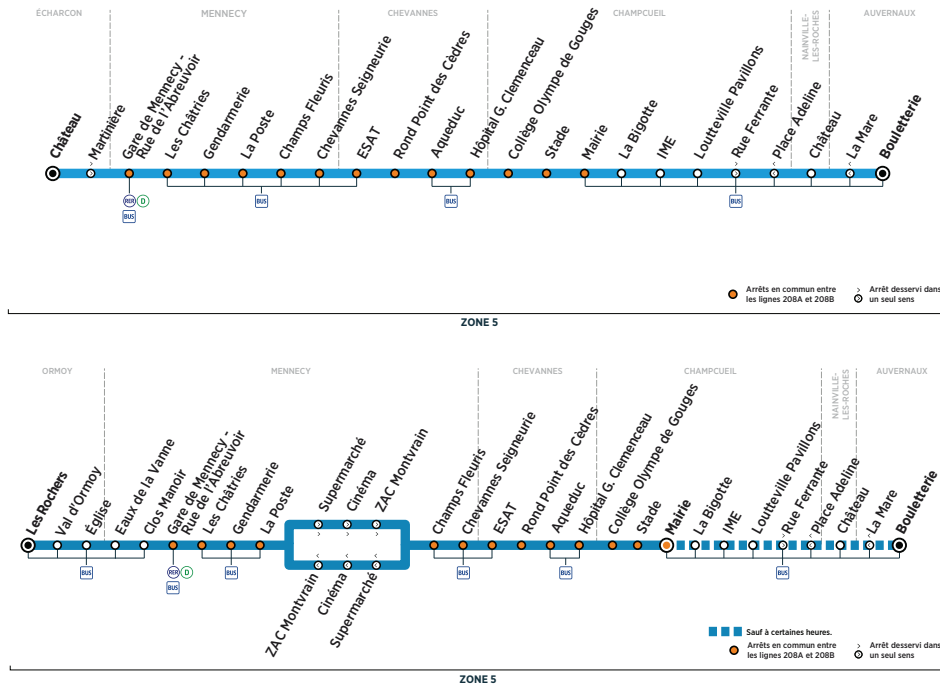 ÉCHARCON
MENNECY
CHEVANNES
CHAMPCUEIL
NAINVILLE-
LES-ROCHES
AUVERNAUX
Château
Martinière
Gare de Mennecy -
Rue de l'Abreuvoir
Les Châtries
Gendarmerie
La Poste
Champs Fleuris
Chevannes Seigneurie
ESAT
Rond Point des Cèdres
Aqueduc
Hôpital G. Clemenceau
Collège Olympe de Gouges
Stade
Mairie
La Bigotte
IME
Loutteville Pavillons
Rue Ferrante
Place Adeline
Château
La Mare
Bouletterie
RER D
BUS
BUS
BUS
BUS
Arrêts en commun entre
les lignes 208A et 208B
Arrêt desservi dans
un seul sens
ZONE 5
ORMOY
MENNECY
CHEVANNES
CHAMPCUEIL
NAINVILLE-
LES-ROCHES
AUVERNAUX
Les Rochers
Val d'Ormoy
Église
Eaux de la Vanne
Clos Manoir
Gare de Mennecy -
Rue de l'Abreuvoir
Les Châtries
Gendarmerie
La Poste
Supermarché
Cinéma
ZAC Montvrain
ZAC Montvrain
Cinéma
Supermarché
Champs Fleuris
Chevannes Seigneurie
ESAT
Rond Point des Cèdres
Aqueduc
Hôpital G. Clemenceau
Collège Olympe de Gouges
Stade
Mairie
La Bigotte
IME
Loutteville Pavillons
Rue Ferrante
Place Adeline
Château
La Mare
Bouletterie
BUS
RER D
BUS
BUS
BUS
BUS
BUS
Sauf à certaines heures.
Arrêts en commun entre
les lignes 208A et 208B
Arrêt desservi dans
un seul sens
ZONE 5